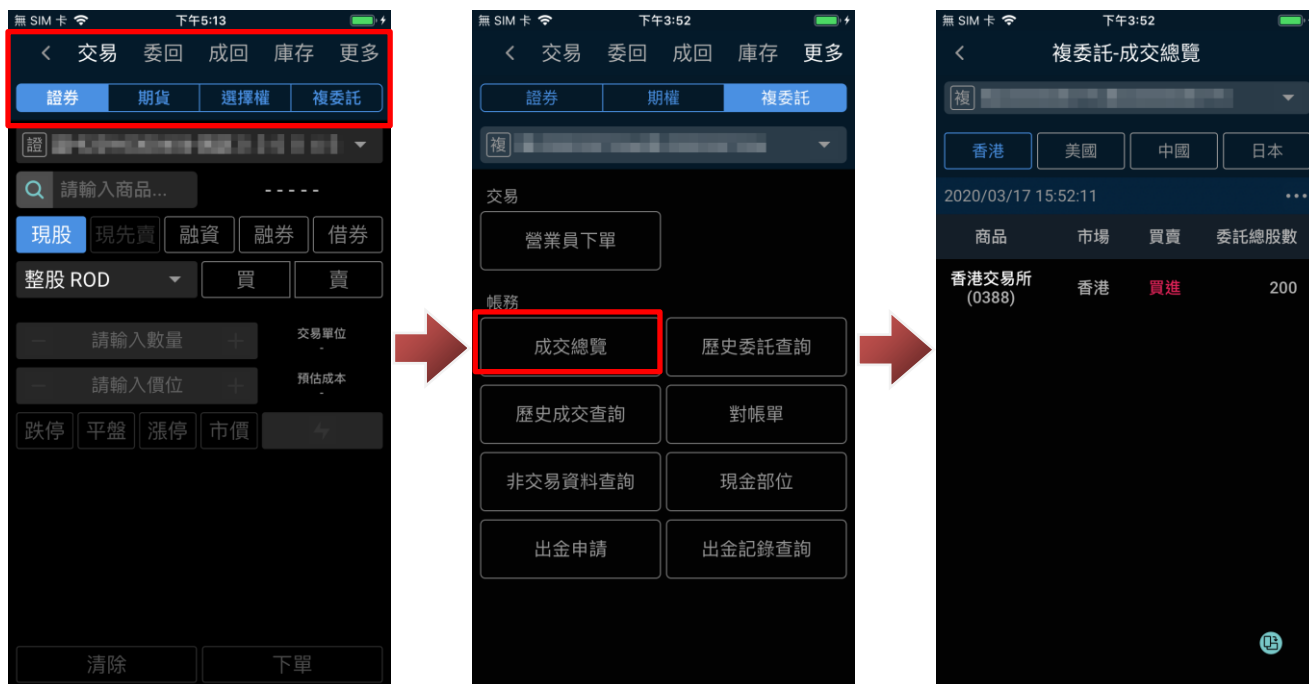 無 SIM 卡 下午5:13
交易 委回 成回 庫存 更多
證券 期貨 選擇權 複委託
證
請輸入商品... - - - - -
現股 現先賣 融資 融券 借券
整股 ROD 買 賣
請輸入數量 交易單位
-
請輸入價位 預估成本
-
跌停 平盤 漲停 市價
清除 下單
無 SIM 卡 下午3:52
交易 委回 成回 庫存 更多
證券 期權 複委託
複
交易
營業員下單
帳務
成交總覽 歷史委託查詢
歷史成交查詢 對帳單
非交易資料查詢 現金部位
出金申請 出金記錄查詢
無 SIM 卡 下午3:52
複委託-成交總覽
複
香港 美國 中國 日本
2020/03/17 15:52:11
商品 市場 買賣 委託總股數
香港交易所 香港 買進 200
(0388)